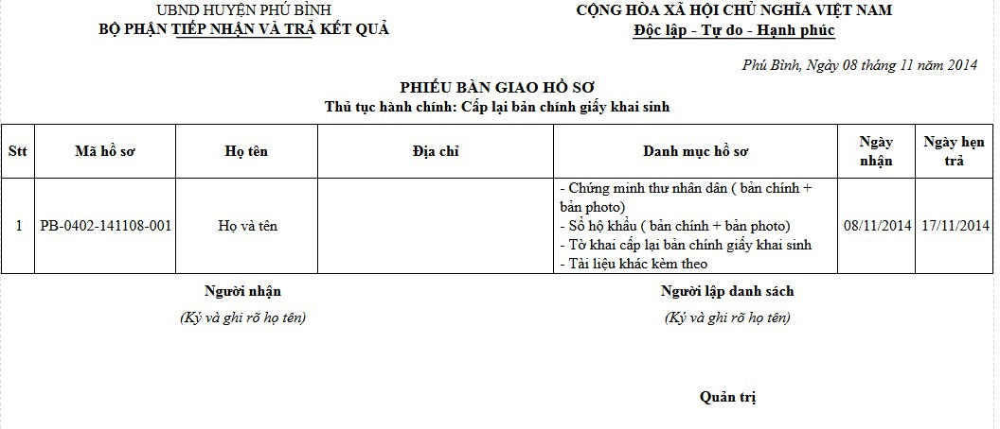 UBND HUYỆN PHÚ BÌNH
BỘ PHẬN TIẾP NHẬN VÀ TRẢ KẾT QUẢ
CỘNG HÒA XÃ HỘI CHỦ NGHĨA VIỆT NAM
Độc lập - Tự do - Hạnh phúc
Phú Bình, Ngày 08 tháng 11 năm 2014
PHIẾU BÀN GIAO HỒ SƠ
Thủ tục hành chính: Cấp lại bản chính giấy khai sinh
Stt Mã hồ sơ Họ tên Địa chỉ Danh mục hồ sơ Ngày nhận Ngày hẹn trả
1 PB-0402-141108-001 Họ và tên
- Chứng minh thư nhân dân ( bản chính +
bản photo)
- Sổ hộ khẩu ( bản chính + bản photo)
- Tờ khai cấp lại bản chính giấy khai sinh
- Tài liệu khác kèm theo
08/11/2014 17/11/2014
Người nhận
(Ký và ghi rõ họ tên)
Người lập danh sách
(Ký và ghi rõ họ tên)
Quản trị